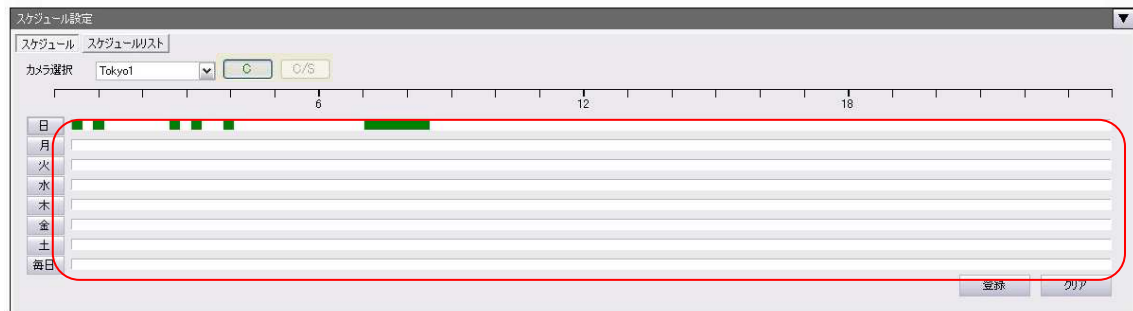 スケジュール設定
スケジュール スケジュールリスト
カメラ選択 Tokyo1 C C/S
6 12 18
日
月
火
水
木
金
土
毎日
登録 クリア